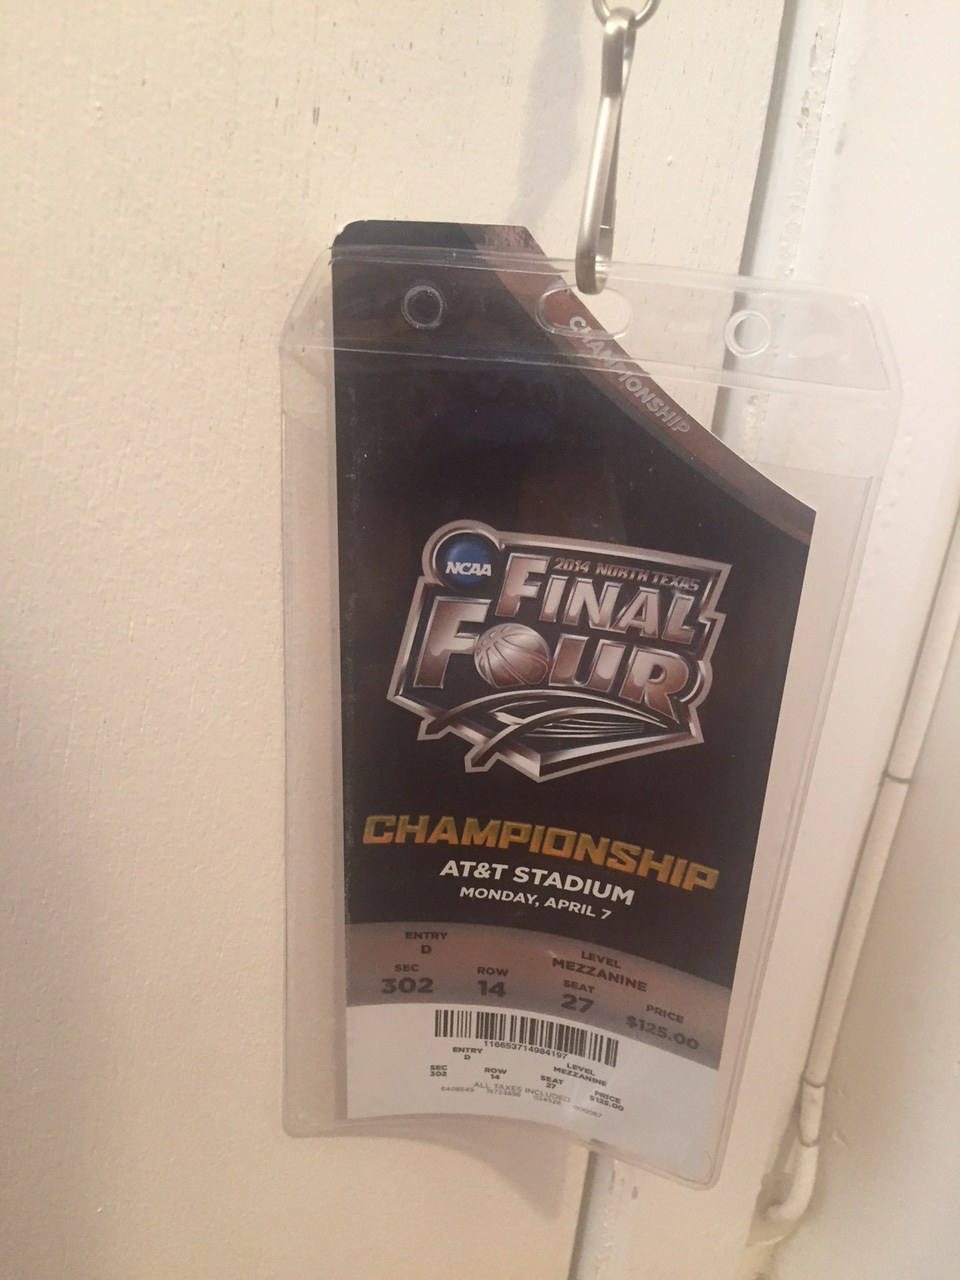 CHAMPIONSHIP
NCAA
2014 NORTH TEXAS
FINAL
FOUR
CHAMPIONSHIP
AT&T STADIUM
MONDAY, APRIL 7
ENTRY
D
LEVEL
MEZZANINE
SEC
302
ROW
14
SEAT
27
PRICE
$125.00
116653714984197
ENTRY
D
LEVEL
MEZZANINE
SEC
302
ROW
14
SEAT
27
PRICE
$125.00
ALL TAXES INCLUDED